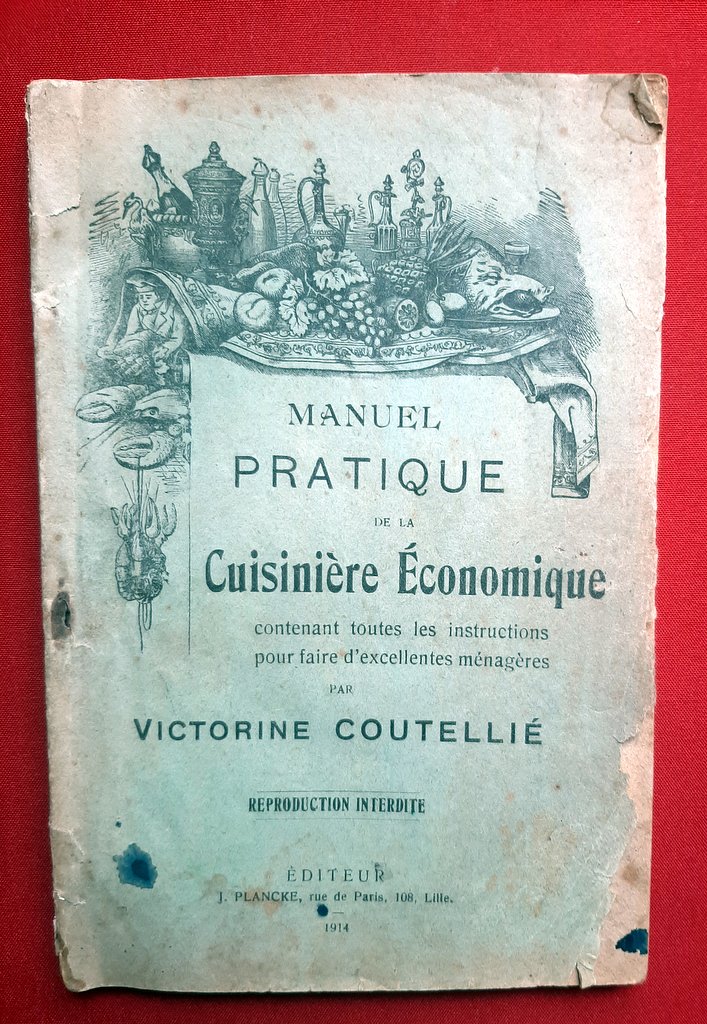 MANUEL
PRATIQUE
DE LA
Cuisinière Économique
contenant toutes les instructions
pour faire d'excellentes ménagères
PAR
VICTORINE COUTELLIÉ
REPRODUCTION INTERDITE
ÉDITEUR
J. PLANCKE, rue de Paris, 108, Lille.
—
1914